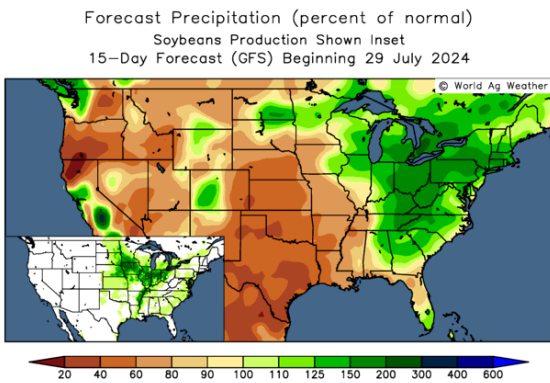 Forecast Precipitation (percent of normal)
Soybeans Production Shown Inset
15-Day Forecast (GFS) Beginning 29 July 2024
© World Ag Weather
20 40 60 80 90 100 110 125 150 200 300 400 600